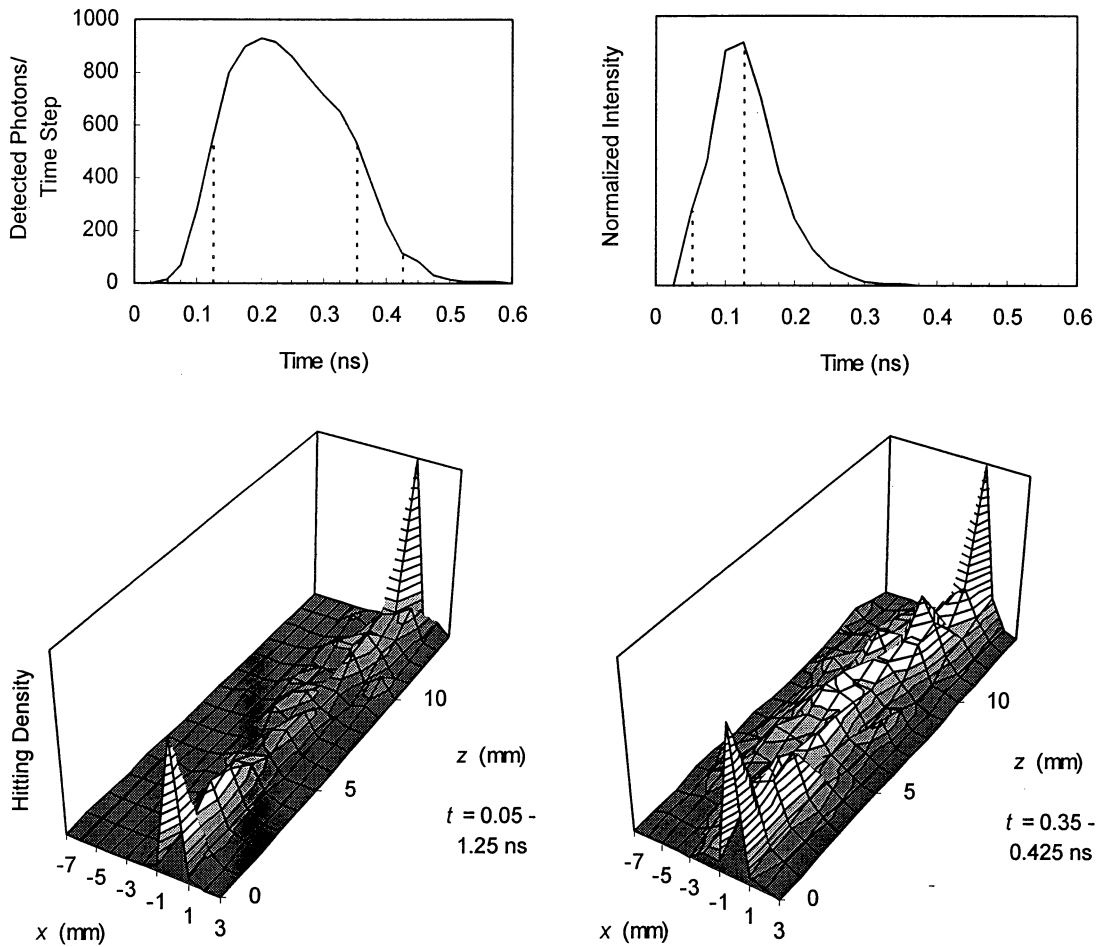 Detected Photons/
Time Step
1000
800
600
400
200
0
0 0.1 0.2 0.3 0.4 0.5 0.6
Time (ns)
Normalized Intensity
0 0.1 0.2 0.3 0.4 0.5 0.6
Time (ns)
Hitting Density
-7 -5 -3 -1 1 3
x (mm)
0 5 10
z (mm)
t = 0.05 -
1.25 ns
-7 -5 -3 -1 1 3
x (mm)
0 5 10
z (mm)
t = 0.35 -
0.425 ns